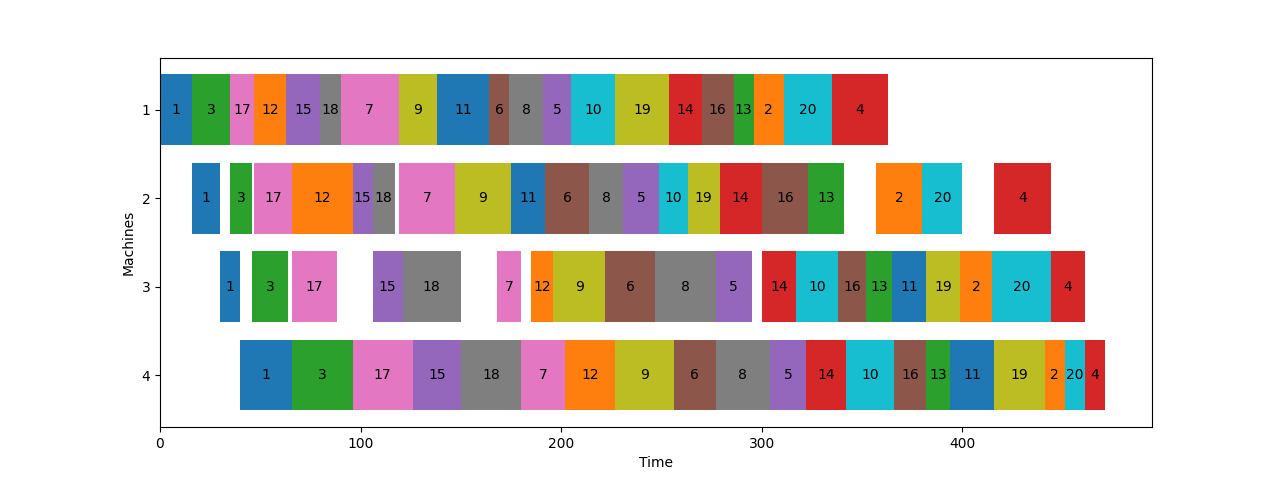 1 1 3 17 12 15 18 7 9 11 6 8 5 10 19 14 16 13 2 20 4
2 1 3 17 12 15 18 7 9 11 6 8 5 10 19 14 16 13 2 20 4
Machines
3 1 3 17 15 18 7 12 9 6 8 5 14 10 16 13 11 19 2 20 4
4 1 3 17 15 18 7 12 9 6 8 5 14 10 16 13 11 19 2 20 4
0 100 200 300 400
Time